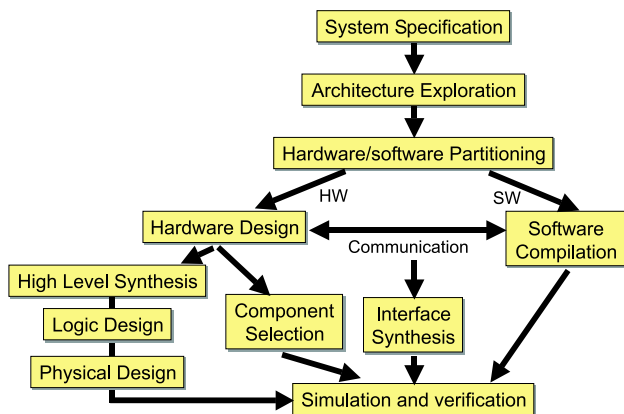 System Specification
Architecture Exploration
Hardware/software Partitioning
HW
SW
Hardware Design
Communication
Software
Compilation
High Level Synthesis
Logic Design
Physical Design
Component
Selection
Interface
Synthesis
Simulation and verification